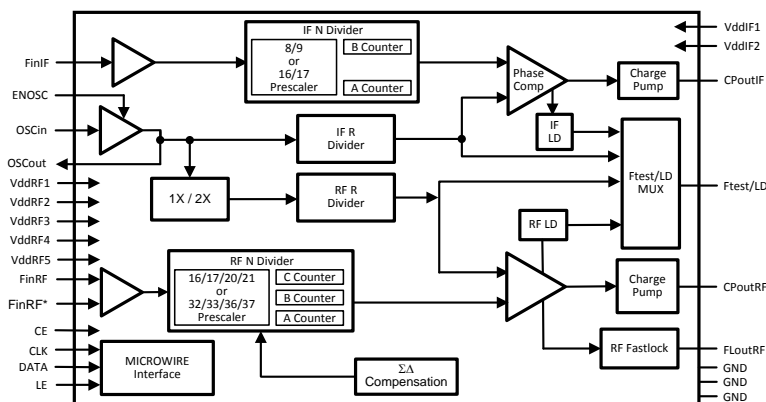 IF N Divider
8/9
or
16/17
Prescaler
B Counter
A Counter
FinIF
ENOSC
OSCin
OSCout
VddRF1
VddRF2
VddRF3
VddRF4
VddRF5
FinRF
FinRF*
CE
CLK
DATA
LE
Phase
Comp
Charge
Pump
IF
LD
IF R
Divider
1X / 2X
RF R
Divider
Ftest/LD
MUX
RF LD
RF N Divider
16/17/20/21
or
32/33/36/37
Prescaler
C Counter
B Counter
A Counter
Charge
Pump
RF Fastlock
MICROWIRE
Interface
ΣΔ
Compensation
VddIF1
VddIF2
CPoutIF
Ftest/LD
CPoutRF
FLoutRF
GND
GND
GND